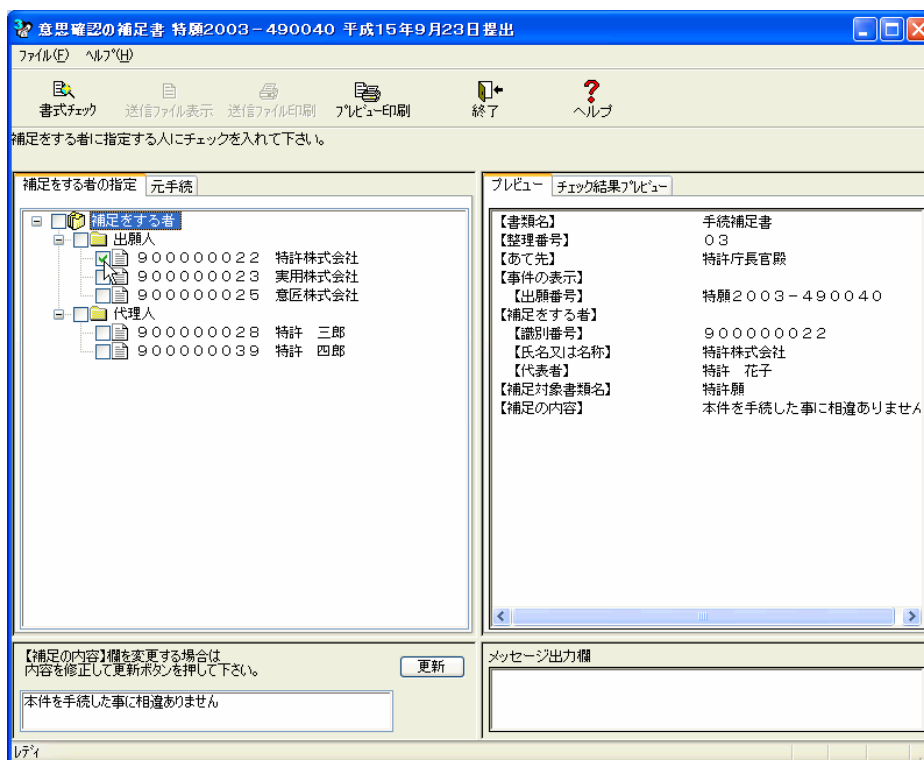 意思確認の補足書 特願2003－490040 平成15年9月23日提出
ファイル(F) ヘルプ(H)
書式チェック 送信ファイル表示 送信ファイル印刷 プレビュー印刷 終了 ヘルプ
補足をする者に指定する人にチェックを入れて下さい。
補足をする者の指定 元手続
補足をする者
出願人
９０００００００２２ 特許株式会社
９０００００００２３ 実用株式会社
９０００００００２５ 意匠株式会社
代理人
９０００００００２８ 特許　三郎
９０００００００３９ 特許　四郎
プレビュー チェック結果プレビュー
【書類名】 手続補足書
【整理番号】 ０３
【あて先】 特許庁長官殿
【事件の表示】
【出願番号】 特願２００３－４９００４０
【補足をする者】
【識別番号】 ９０００００００２２
【氏名又は名称】 特許株式会社
【代表者】 特許　花子
【補足対象書類名】 特許願
【補足の内容】 本件を手続した事に相違ありません
【補足の内容】欄を変更する場合は
内容を修正して更新ボタンを押して下さい。
更新
本件を手続した事に相違ありません
メッセージ出力欄
レディ